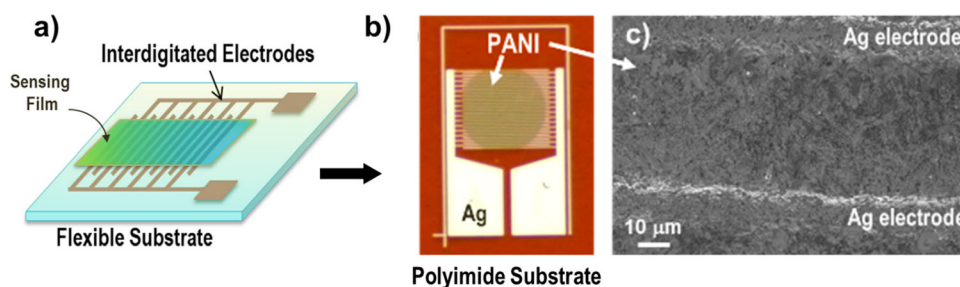 a)
Interdigitated Electrodes
Sensing
Film
Flexible Substrate
b)
PANI
Ag
Polyimide Substrate
c)
Ag electrode
Ag electrode
10 μm